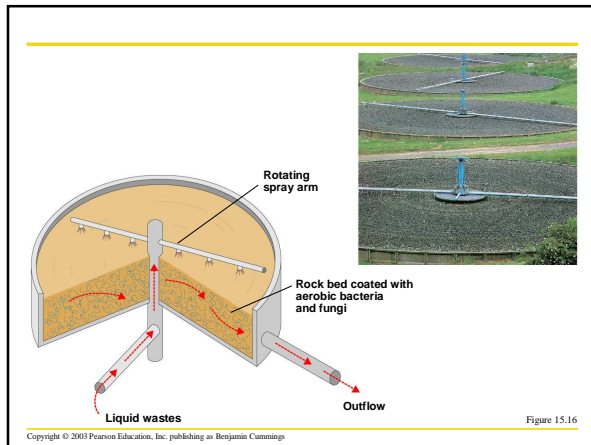 Rotating
spray arm
Rock bed coated with
aerobic bacteria
and fungi
Outflow
Liquid wastes
Figure 15.16
Copyright © 2003 Pearson Education, Inc. publishing as Benjamin Cummings